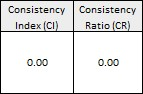 Consistency Consistency
Index (CI) Ratio (CR)
0.00 0.00